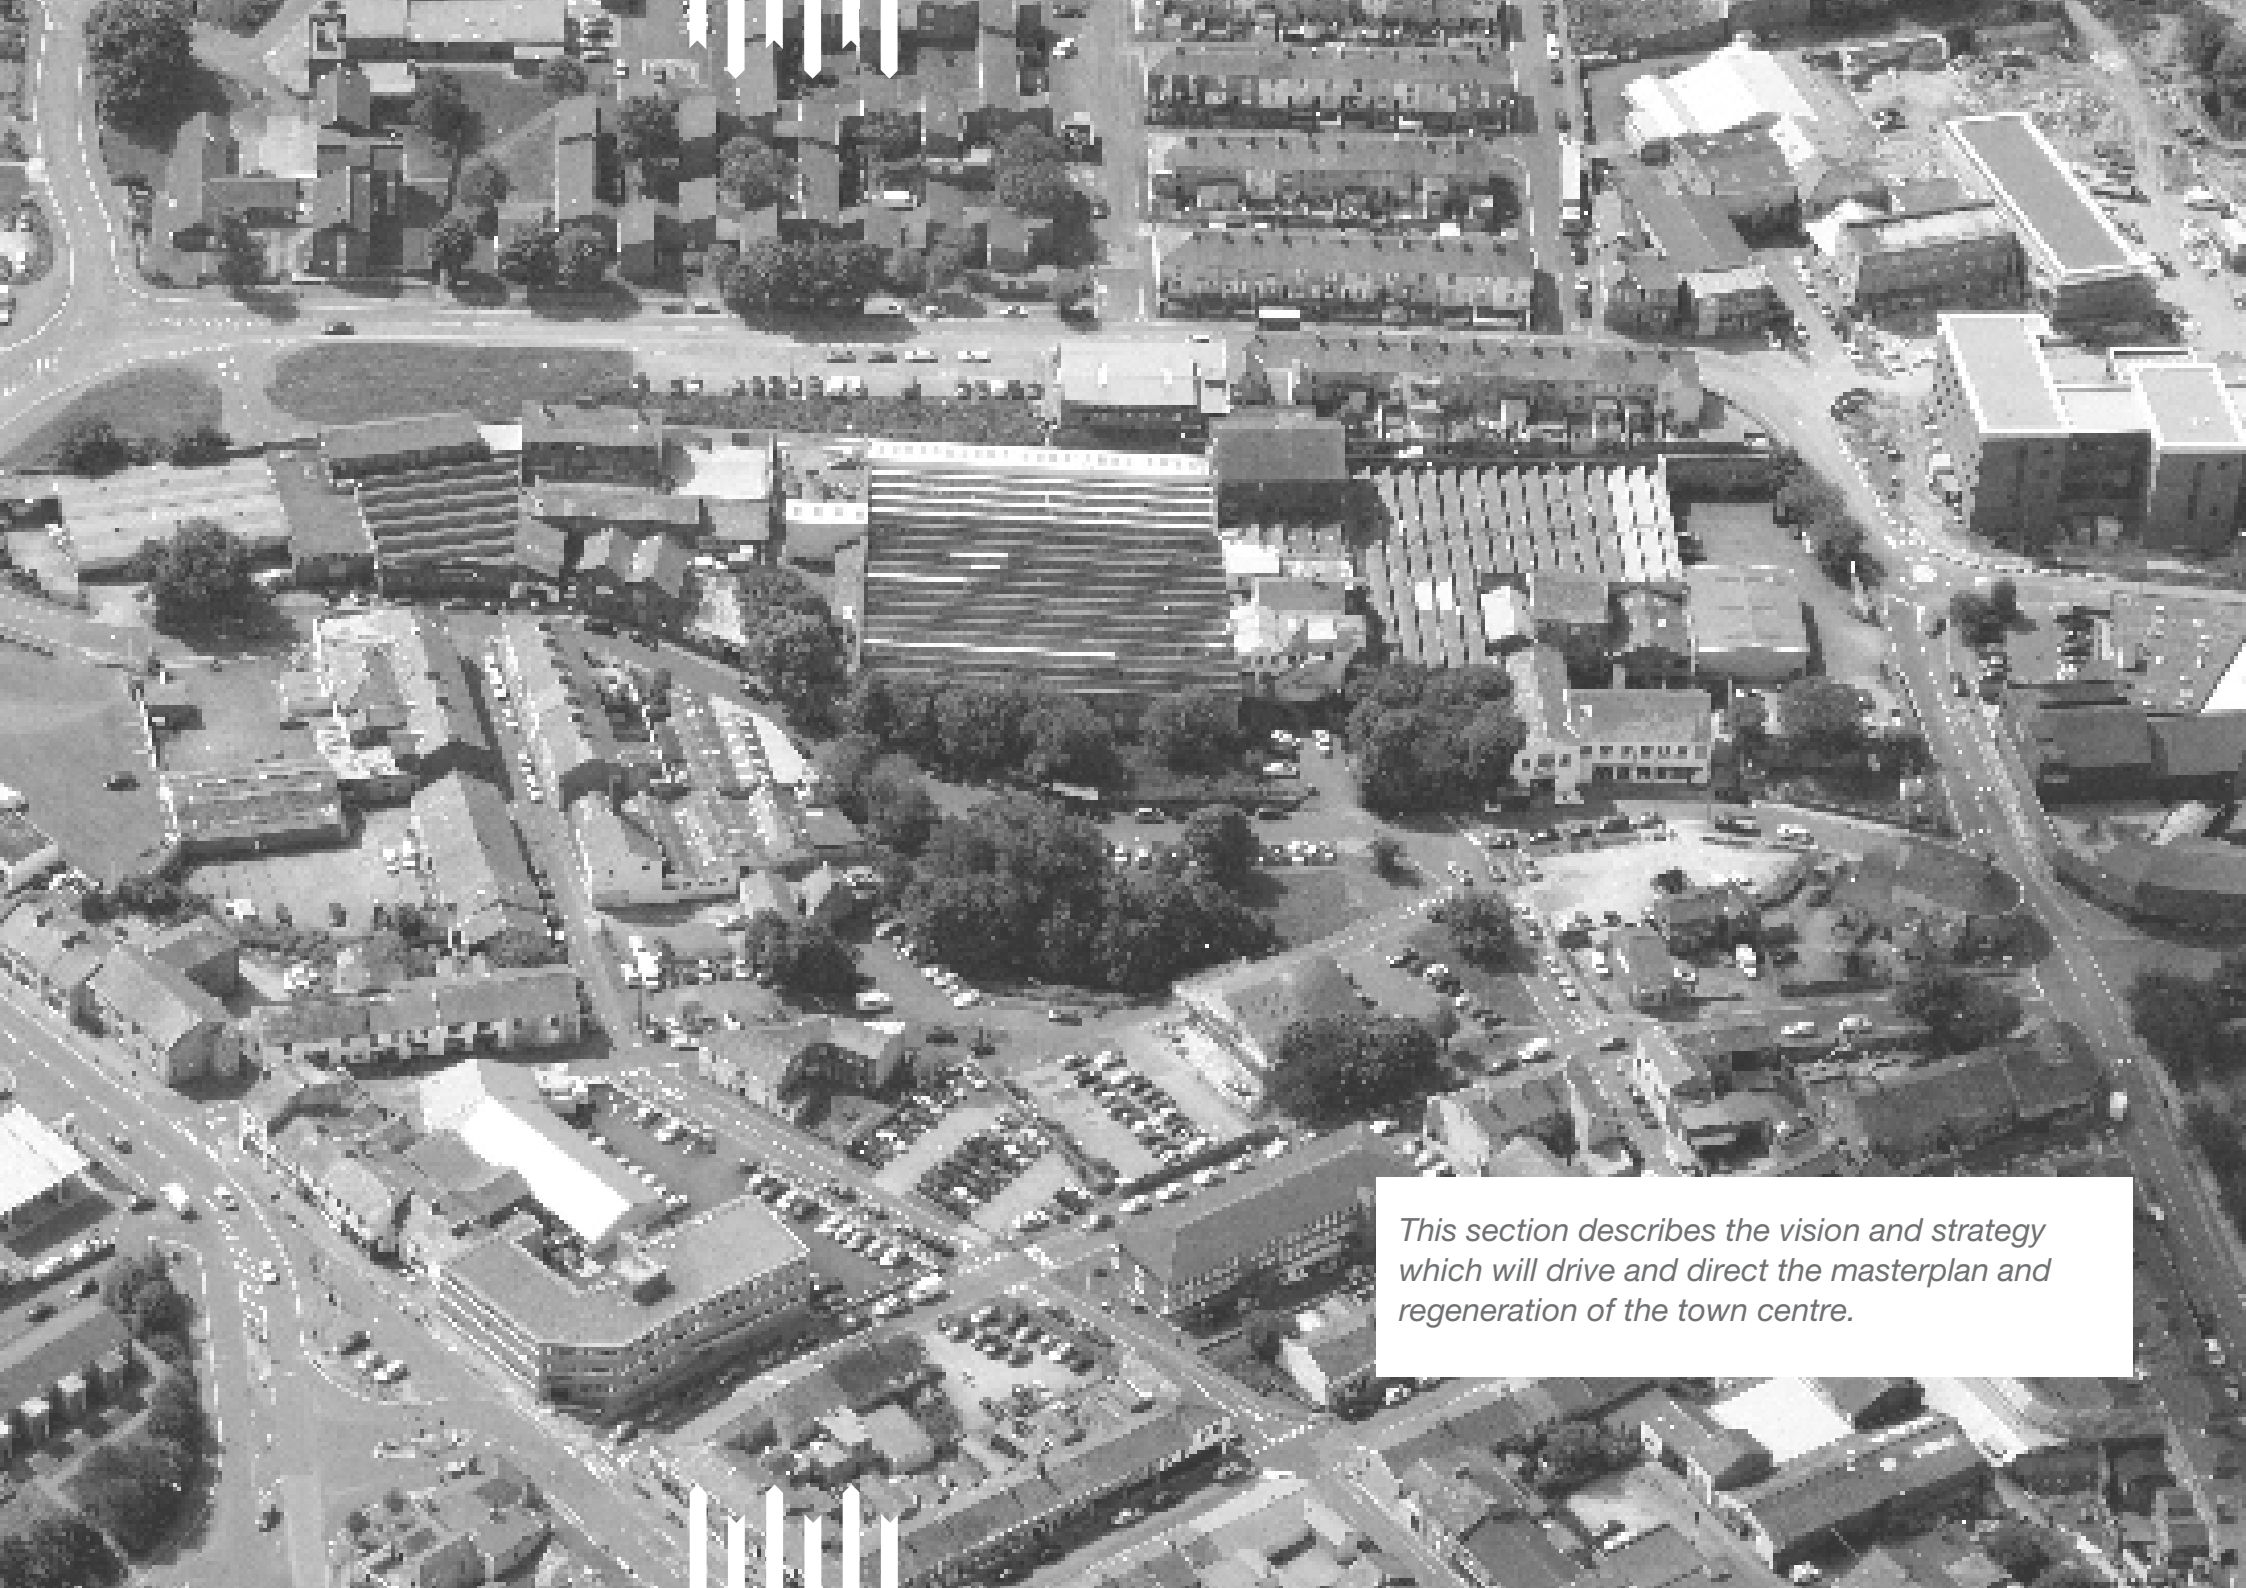 This section describes the vision and strategy
which will drive and direct the masterplan and
regeneration of the town centre.